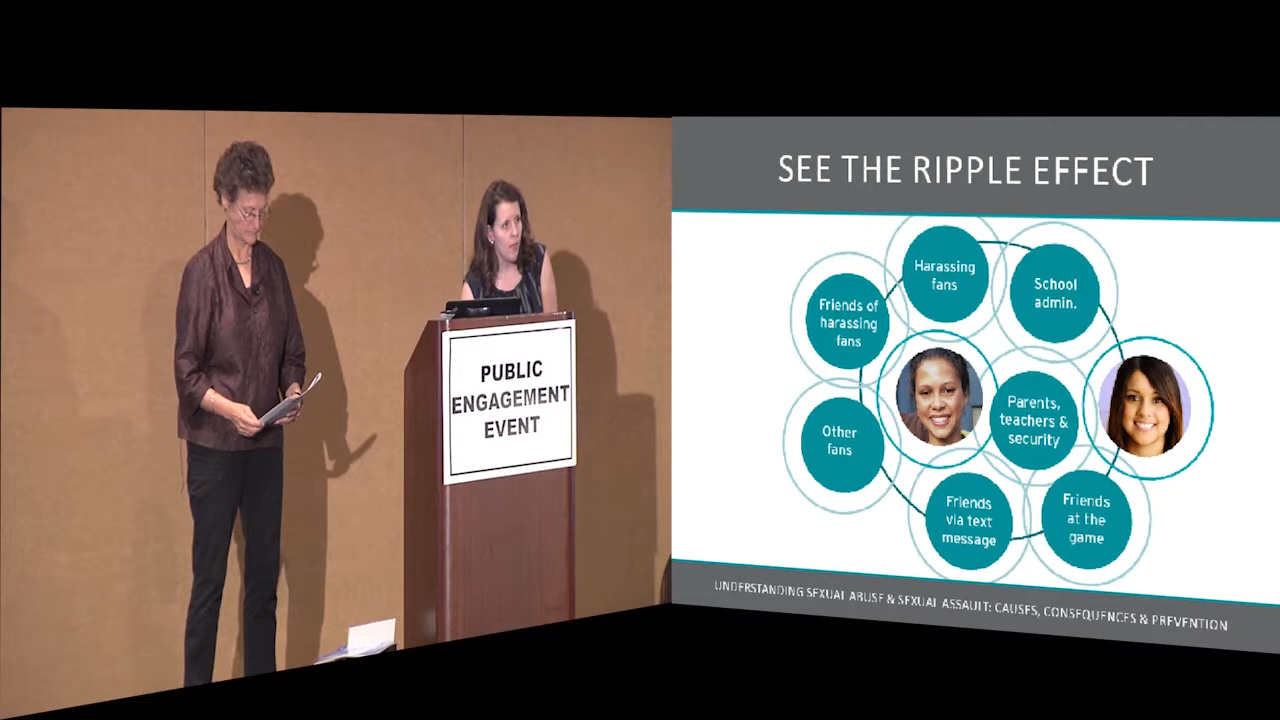 PUBLIC
ENGAGEMENT
EVENT
SEE THE RIPPLE EFFECT
Harassing
fans
School
admin.
Friends of
harassing
fans
Parents,
teachers &
security
Other
fans
Friends
via text
message
Friends
at the
game
UNDERSTANDING SEXUAL ABUSE & SEXUAL ASSAULT: CAUSES, CONSEQUENCES & PREVENTION